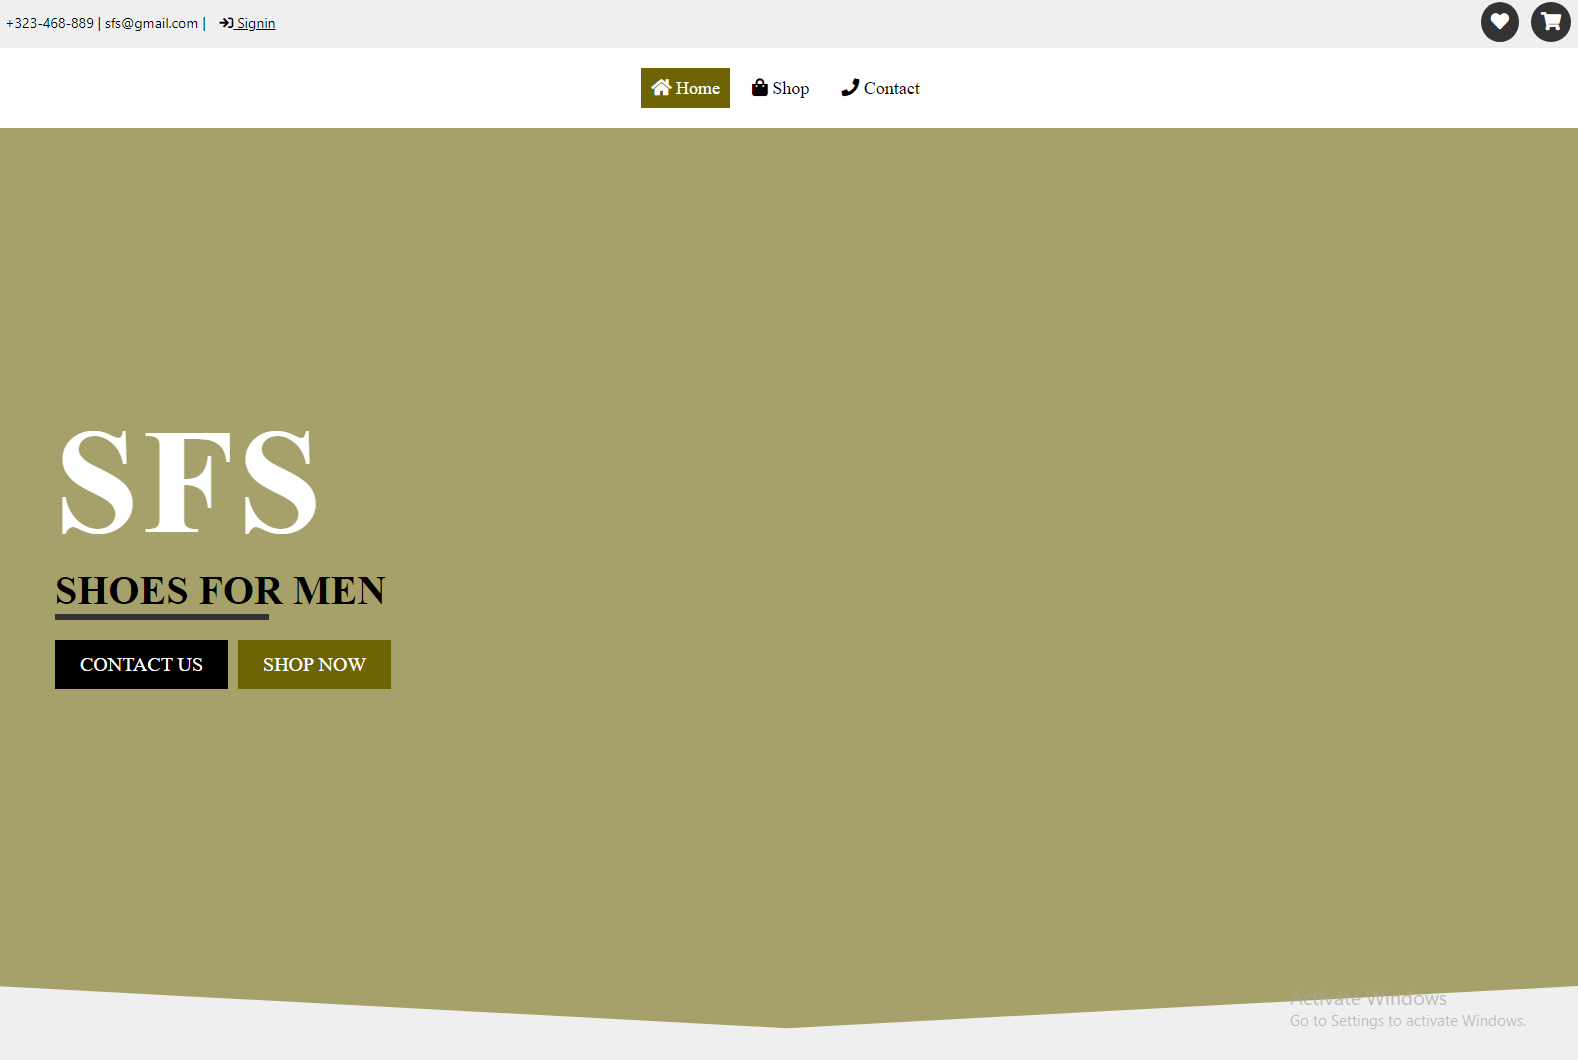 +323-468-889 | sfs@gmail.com | Signin
Home Shop Contact
SFS
SHOES FOR MEN
CONTACT US SHOP NOW
Activate Windows
Go to Settings to activate Windows.